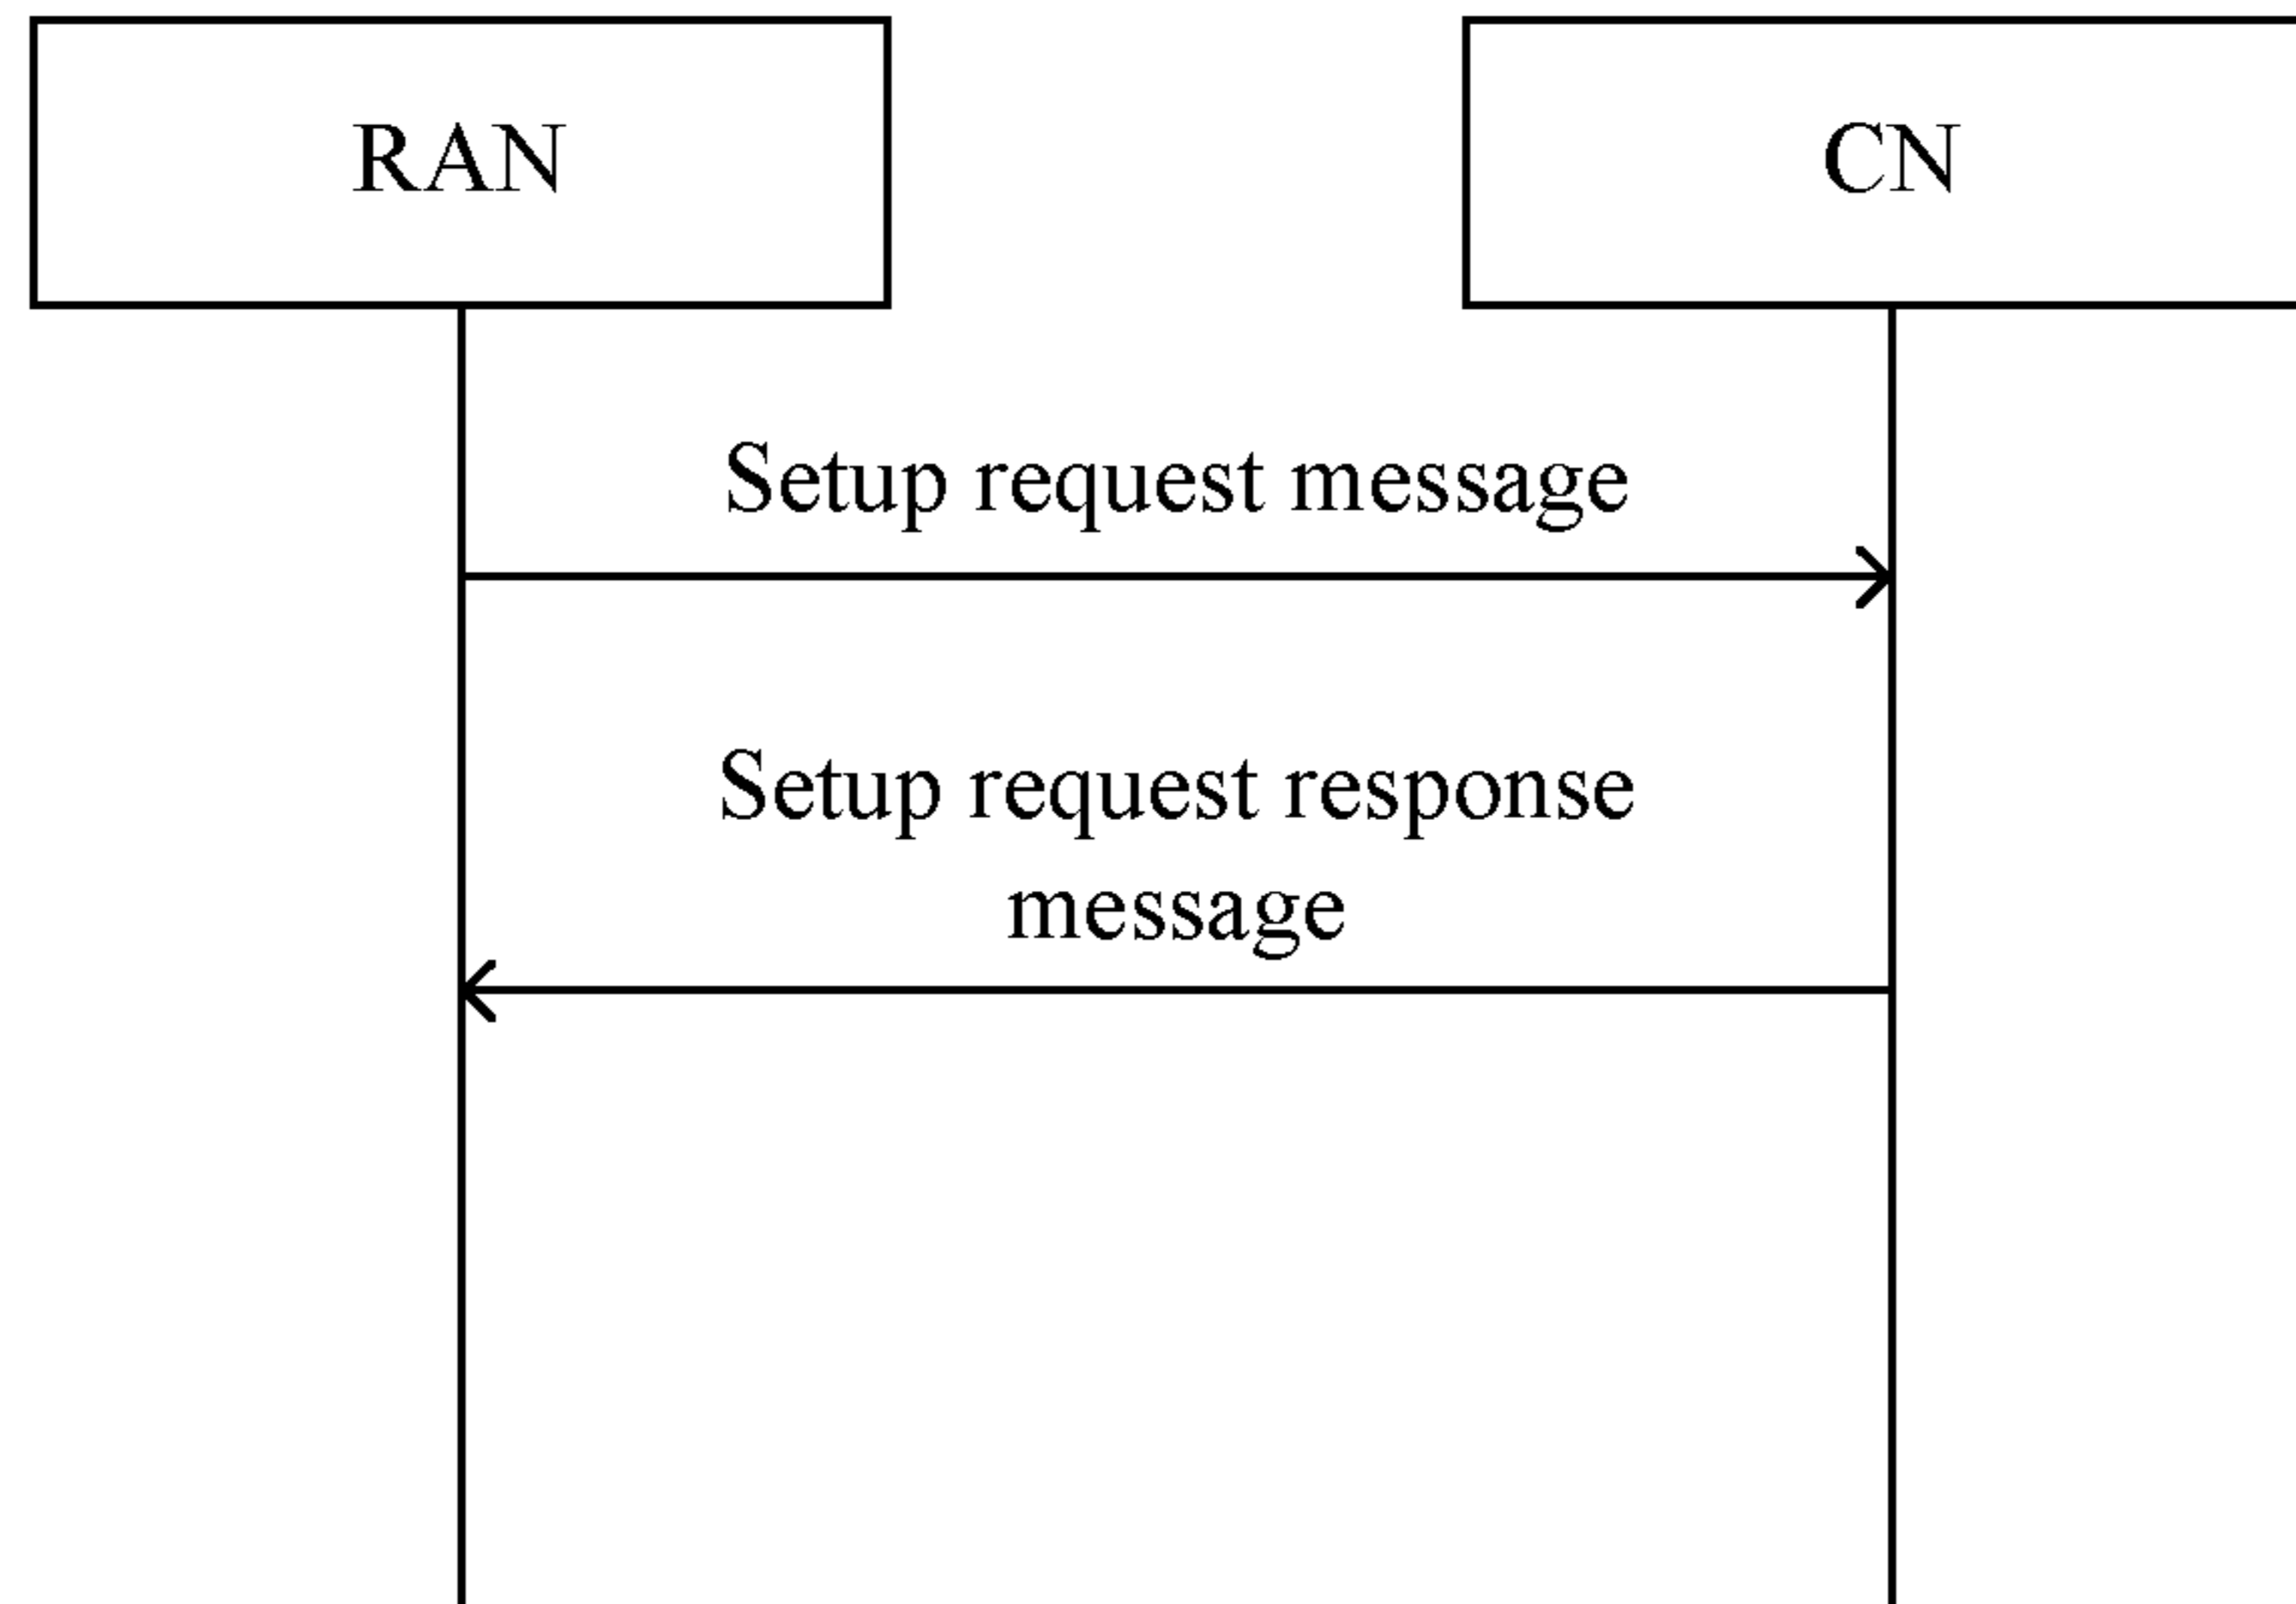 RAN
CN
Setup request message
Setup request response
message